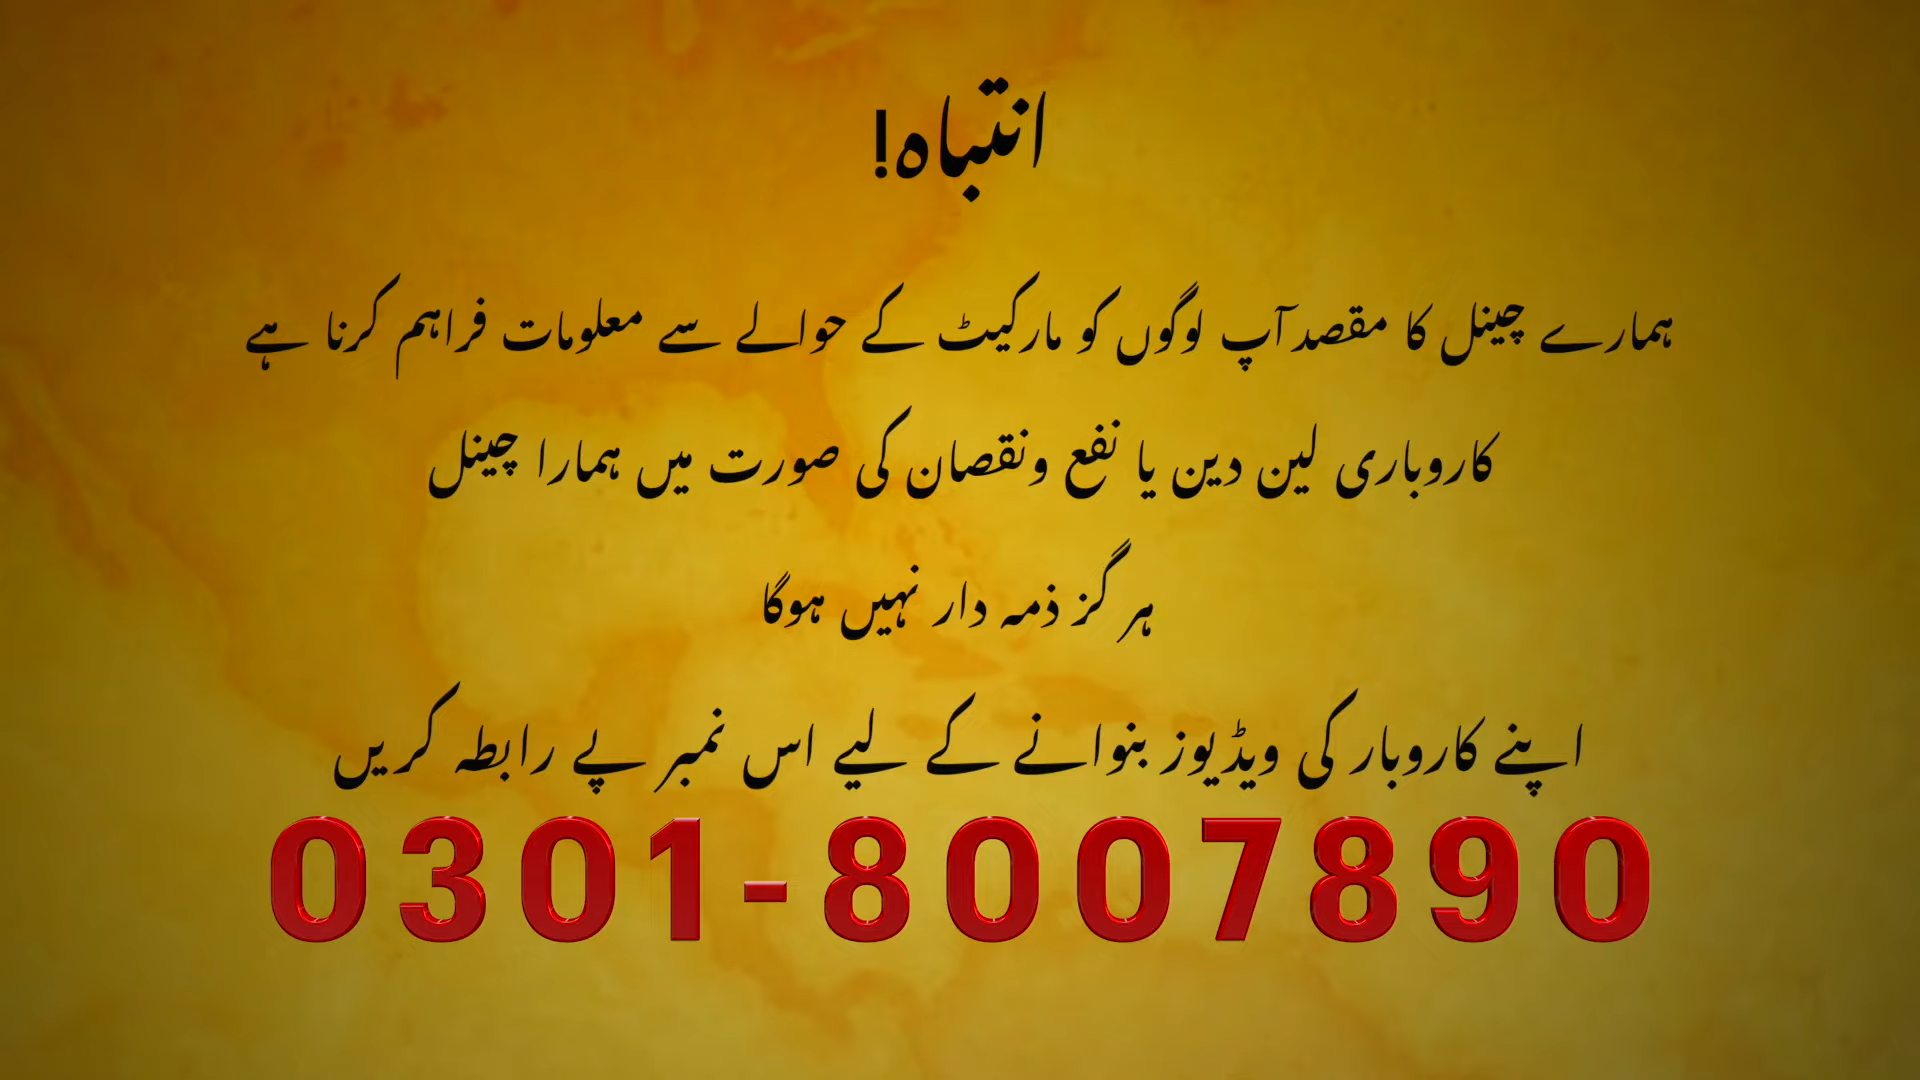 انتباہ!
ہمارے چینل کا مقصد آپ لوگوں کو مارکیٹ کے حوالے سے معلومات فراہم کرنا ہے
کاروباری لین دین یا نفع ونقصان کی صورت میں ہمارا چینل
ہر گز ذمہ دار نہیں ہوگا
اپنے کاروبار کی ویڈیوز بنوانے کے لیے اس نمبر پے رابطہ کریں
0301-8007890